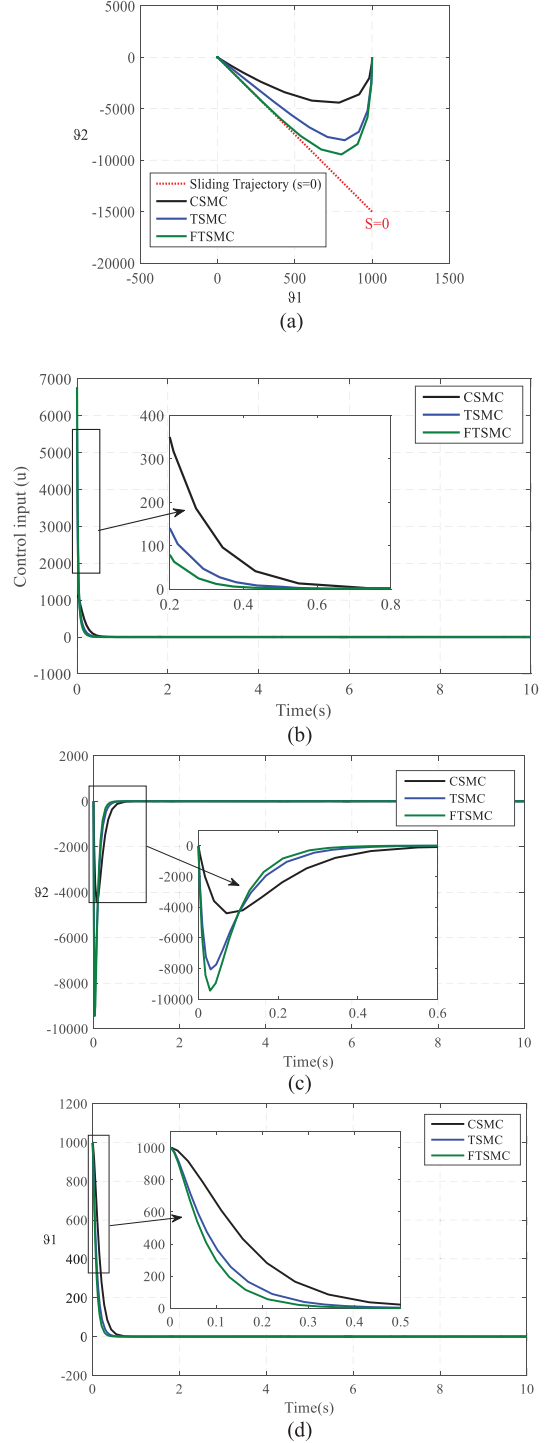 5000
0
-5000
ϑ2
-10000
Sliding Trajectory (s=0)
CSMC
-15000
TSMC
S=0
FTSMC
-20000
-500 0 500 1000 1500
ϑ1
(a)
7000
6000
5000
4000
3000
2000
1000
0
-1000
Control input (u)
CSMC
TSMC
FTSMC
400
300
200
100
0
0.2 0.4 0.6 0.8
0 2 4 6 8 10
Time(s)
(b)
2000
0
-2000
-4000
-6000
-8000
-10000
ϑ2
CSMC
TSMC
FTSMC
0
-2000
-4000
-6000
-8000
-10000
0 0.2 0.4 0.6
0 2 4 6 8 10
Time(s)
(c)
1200
1000
800
600
400
200
0
-200
ϑ1
CSMC
TSMC
FTSMC
1000
800
600
400
200
0
0 0.1 0.2 0.3 0.4 0.5
0 2 4 6 8 10
Time(s)
(d)